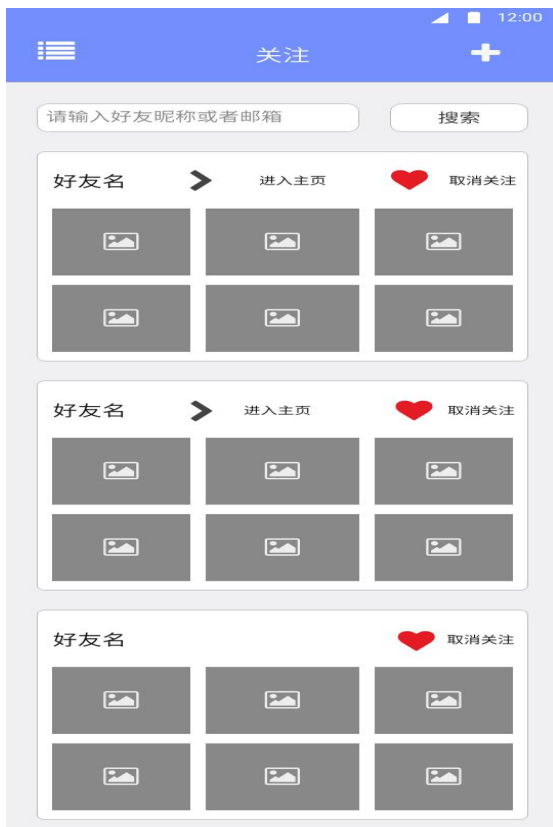 12:00
关注
请输入好友昵称或者邮箱 搜索
好友名 进入主页 取消关注
好友名 进入主页 取消关注
好友名 取消关注